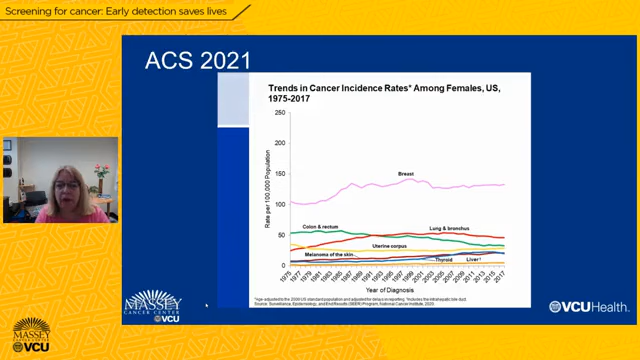 Screening for cancer: Early detection saves lives
ACS 2021
Trends in Cancer Incidence Rates* Among Females, US,
1975-2017
250
200
150
100
50
0
Rate per 100,000 Population
Breast
Colon & rectum
Lung & bronchus
Uterine corpus
Melanoma of the skin
Thyroid
Liver†
1975
1977
1979
1981
1983
1985
1987
1989
1991
1993
1995
1997
1999
2001
2003
2005
2007
2009
2011
2013
2015
2017
Year of Diagnosis
*Age-adjusted to the 2000 US standard population and adjusted for delays in reporting. †Includes the intrahepatic bile duct.
Source: Surveillance, Epidemiology, and End Results (SEER) Program, National Cancer Institute, 2020.
MASSEY
CANCER CENTER
VCU
VCUHealth.
MASSEY
CANCER CENTER
VCU
VCU